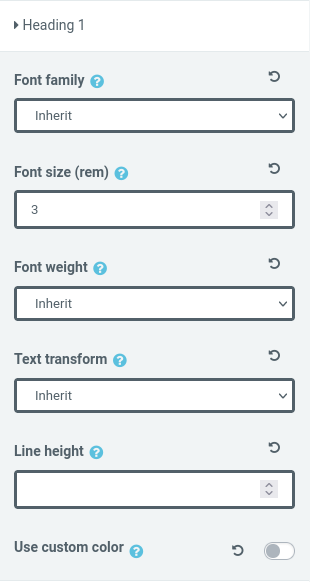 Heading 1
Font family ?
Inherit
Font size (rem) ?
3
Font weight ?
Inherit
Text transform ?
Inherit
Line height ?
Use custom color ?